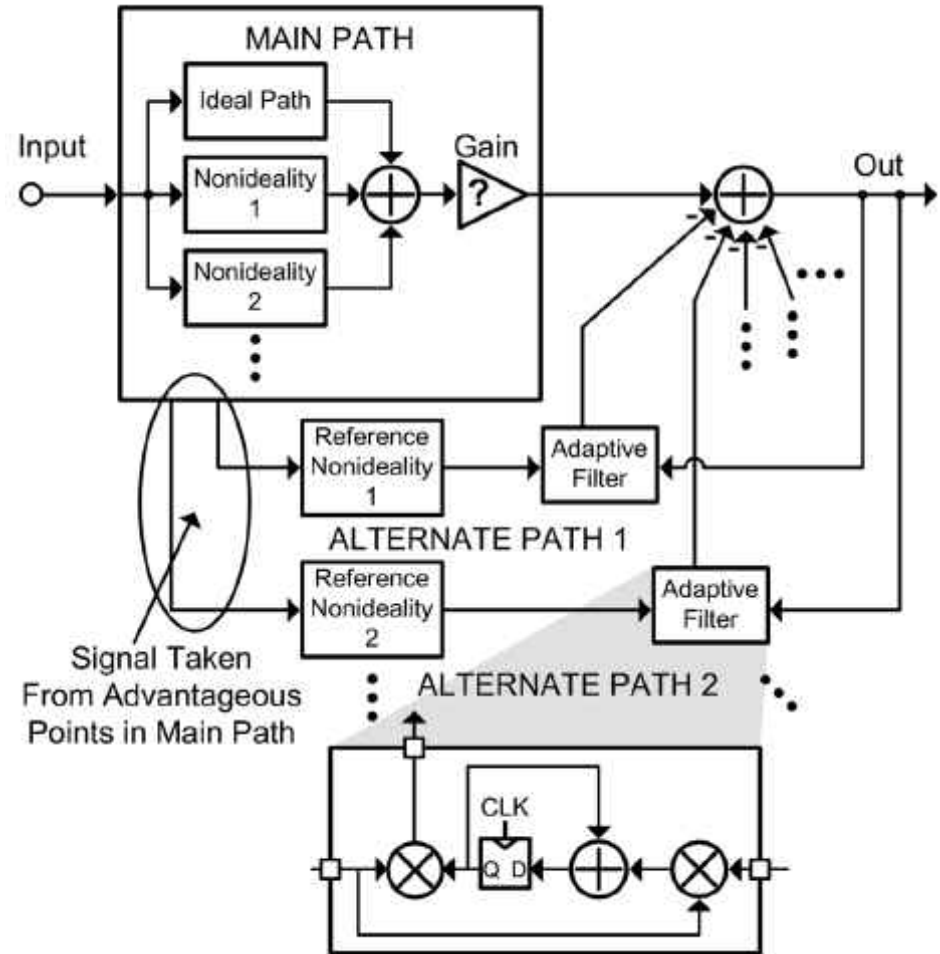 MAIN PATH
Ideal Path
Input
Gain
Out
Nonideality
1
?
Nonideality
2
Reference
Nonideality
1
Adaptive
Filter
ALTERNATE PATH 1
Reference
Nonideality
2
Adaptive
Filter
Signal Taken
From Advantageous
Points in Main Path
ALTERNATE PATH 2
CLK
Q D